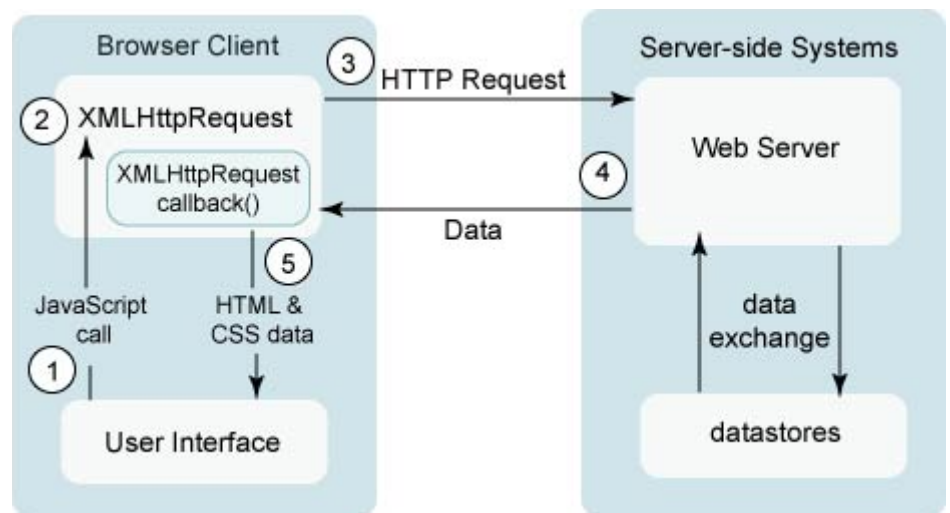 Browser Client
Server-side Systems
3
HTTP Request
2
XMLHttpRequest
XMLHttpRequest
callback()
Web Server
4
Data
5
JavaScript
call
HTML &
CSS data
data
exchange
1
User Interface
datastores